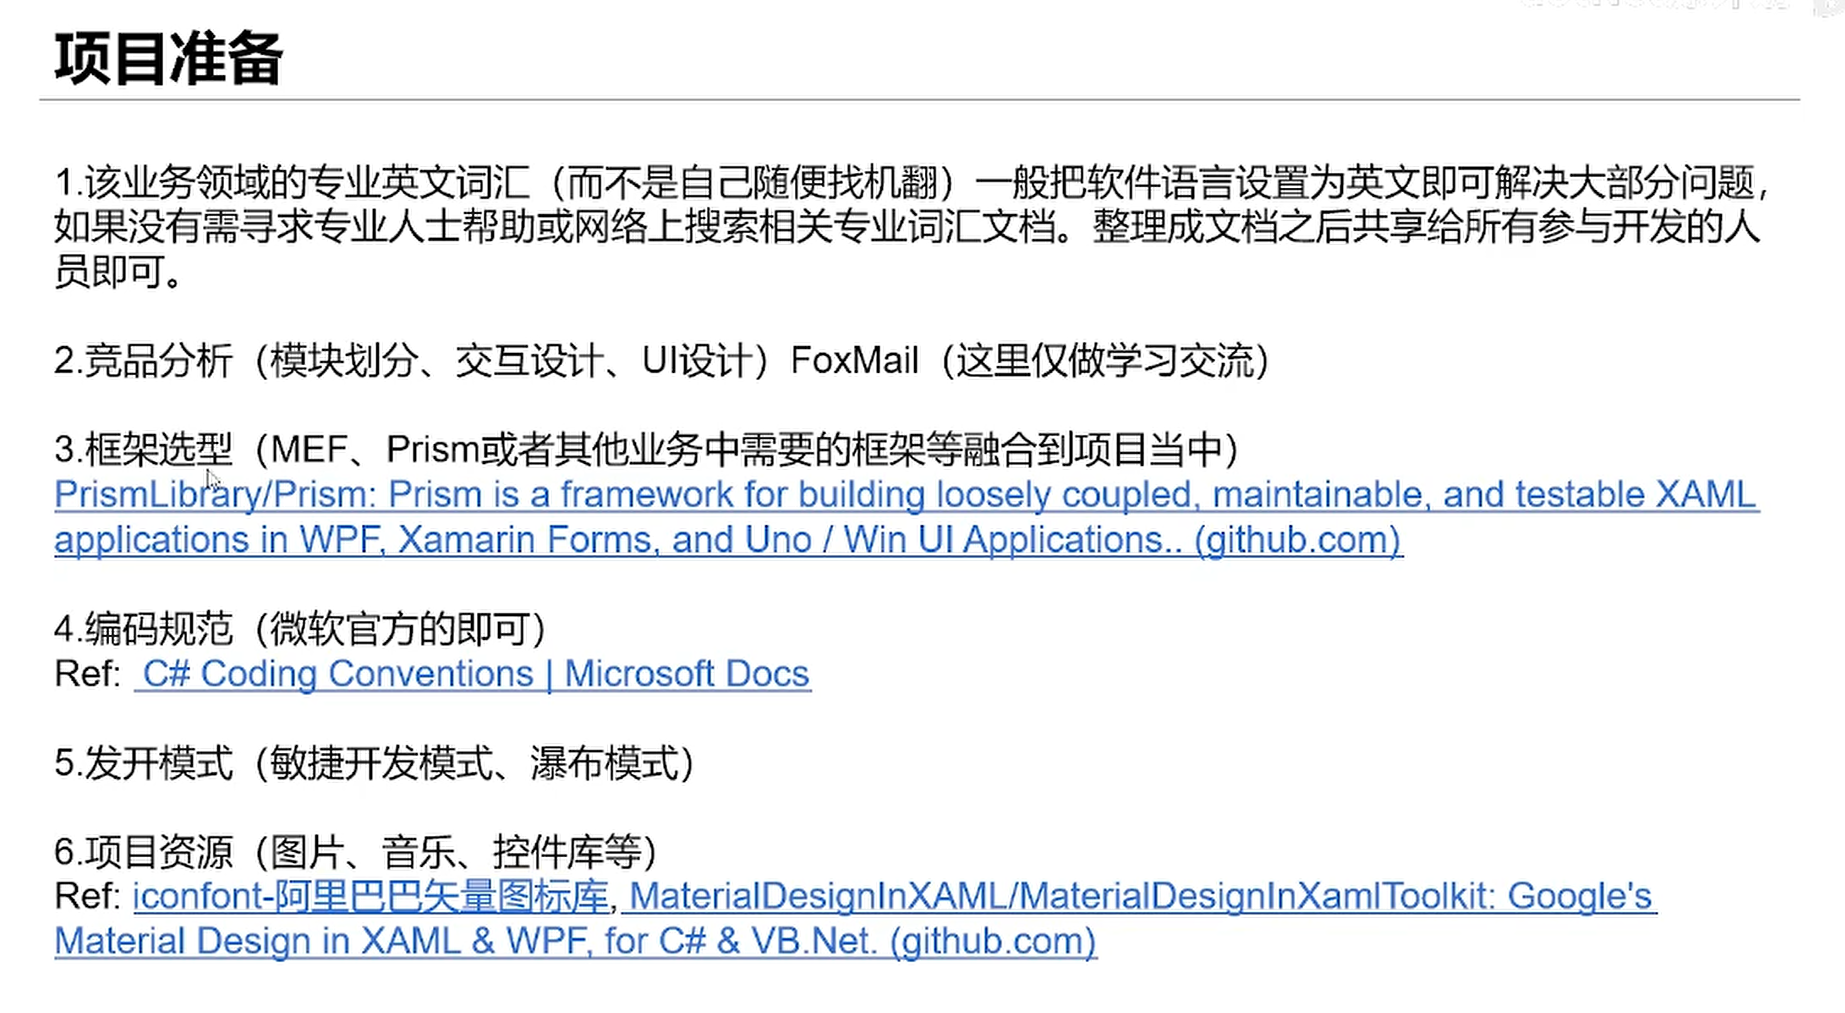 项目准备
1.该业务领域的专业英文词汇（而不是自己随便找机翻）一般把软件语言设置为英文即可解决大部分问题，
如果没有需寻求专业人士帮助或网络上搜索相关专业词汇文档。整理成文档之后共享给所有参与开发的人
员即可。
2.竞品分析（模块划分、交互设计、UI设计）FoxMail（这里仅做学习交流）
3.框架选型（MEF、Prism或者其他业务中需要的框架等融合到项目当中）
PrismLibrary/Prism: Prism is a framework for building loosely coupled, maintainable, and testable XAML
applications in WPF, Xamarin Forms, and Uno / Win UI Applications.. (github.com)
4.编码规范（微软官方的即可）
Ref: C# Coding Conventions | Microsoft Docs
5.发开模式（敏捷开发模式、瀑布模式）
6.项目资源（图片、音乐、控件库等）
Ref: iconfont-阿里巴巴矢量图标库, MaterialDesignInXAML/MaterialDesignInXamlToolkit: Google's
Material Design in XAML & WPF, for C# & VB.Net. (github.com)